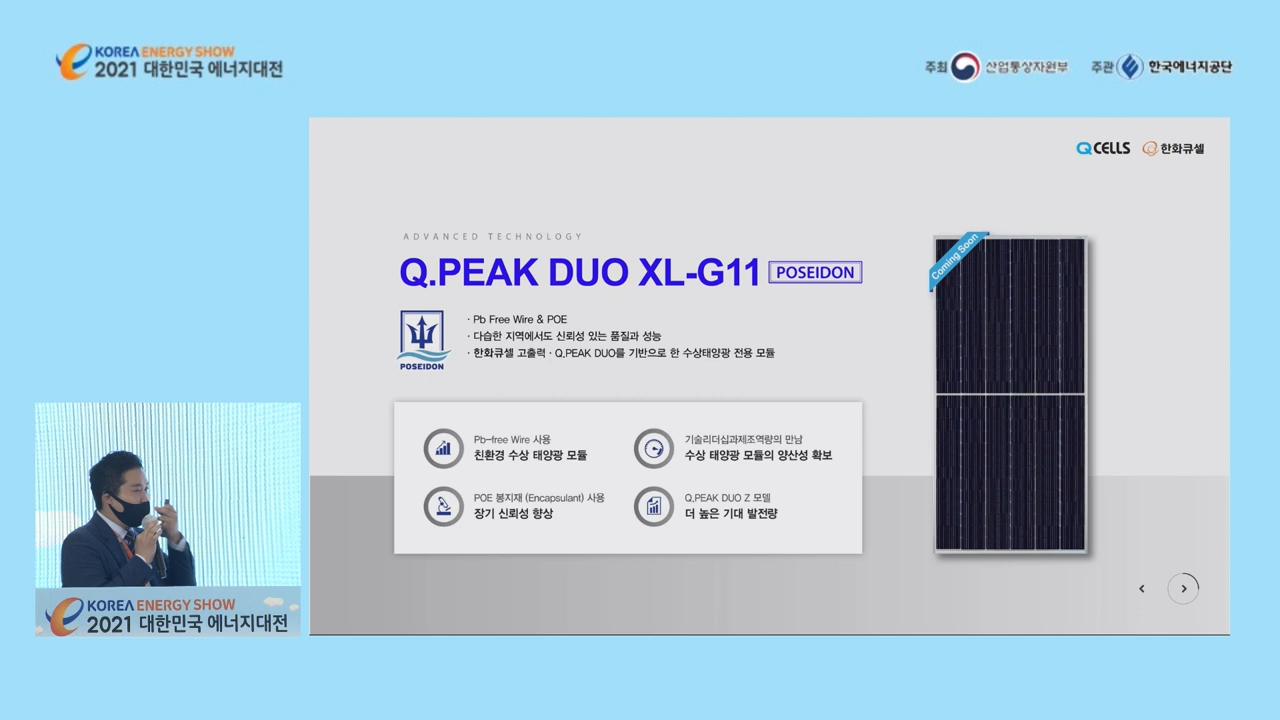 KOREA ENERGY SHOW
2021 대한민국 에너지대전
주최 산업통상자원부 주관 한국에너지공단
Q CELLS 한화큐셀
ADVANCED TECHNOLOGY
Q.PEAK DUO XL-G11 POSEIDON
Coming Soon
· Pb Free Wire & POE
· 다습한 지역에서도 신뢰성 있는 품질과 성능
· 한화큐셀 고출력 · Q.PEAK DUO를 기반으로 한 수상태양광 전용 모듈
POSEIDON
Pb-free Wire 사용
친환경 수상 태양광 모듈
기술리더십과제조역량의 만남
수상 태양광 모듈의 양산성 확보
POE 봉지재 (Encapsulant) 사용
장기 신뢰성 향상
Q.PEAK DUO Z 모델
더 높은 기대 발전량
KOREA ENERGY SHOW
2021 대한민국 에너지대전